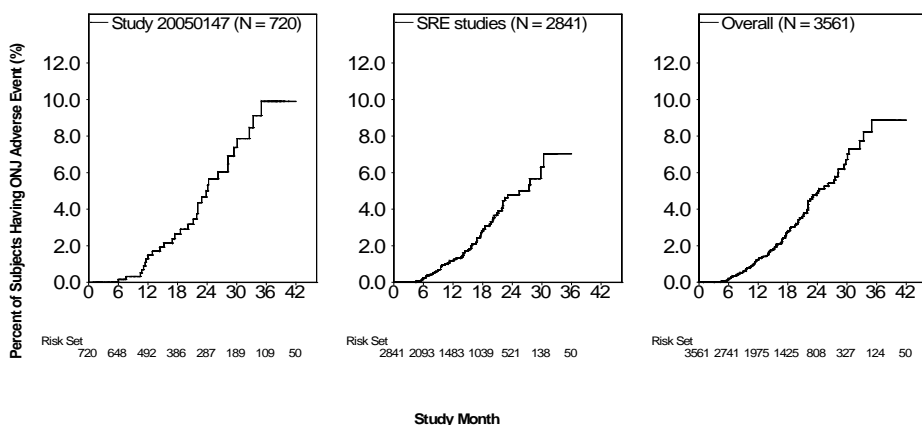 Percent of Subjects Having ONJ Adverse Event (%)
Study 20050147 (N = 720)
12.0
10.0
8.0
6.0
4.0
2.0
0.0
0 6 12 18 24 30 36 42
Risk Set
720 648 492 386 287 189 109 50
SRE studies (N = 2841)
12.0
10.0
8.0
6.0
4.0
2.0
0.0
0 6 12 18 24 30 36 42
Risk Set
2841 2093 1483 1039 521 138 50
Overall (N = 3561)
12.0
10.0
8.0
6.0
4.0
2.0
0.0
0 6 12 18 24 30 36 42
Risk Set
3561 2741 1975 1425 808 327 124 50
Study Month